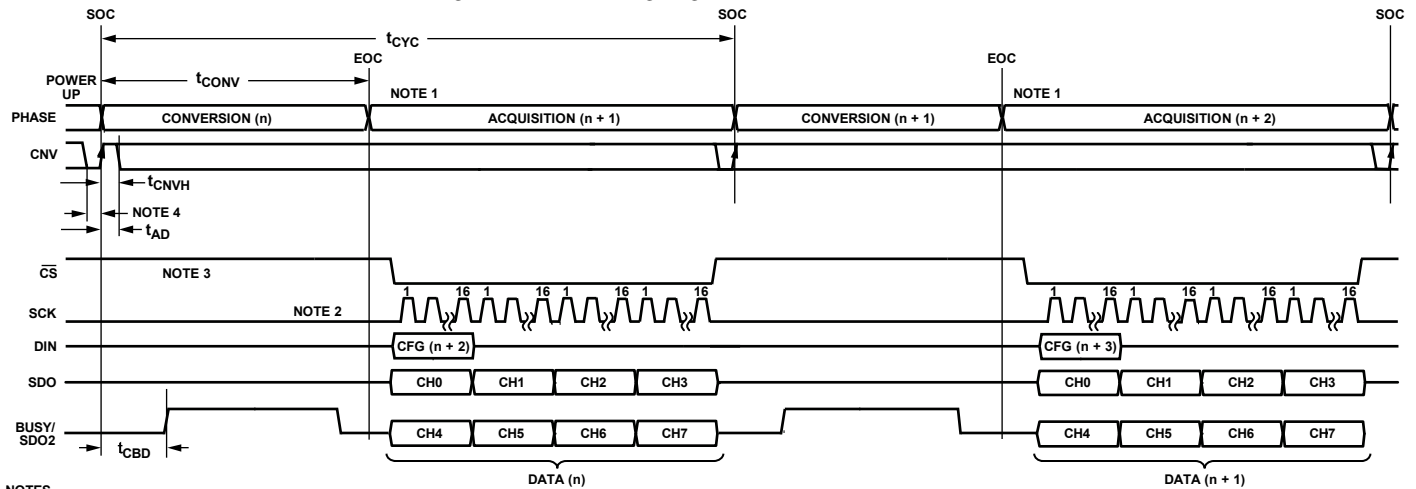 SOC SOC SOC
tCYC
EOC EOC
POWER UP tCONV NOTE 1 NOTE 1
PHASE CONVERSION (n) ACQUISITION (n + 1) CONVERSION (n + 1) ACQUISITION (n + 2)
CNV
tCNVH
NOTE 4
tAD
CS NOTE 3
1 16 1 16 1 16 1 16 1 16 1 16 1 16 1 16
SCK NOTE 2
DIN CFG (n + 2) CFG (n + 3)
SDO CH0 CH1 CH2 CH3 CH0 CH1 CH2 CH3
BUSY/
SDO2 CH4 CH5 CH6 CH7 CH4 CH5 CH6 CH7
tCBD
DATA (n) DATA (n + 1)